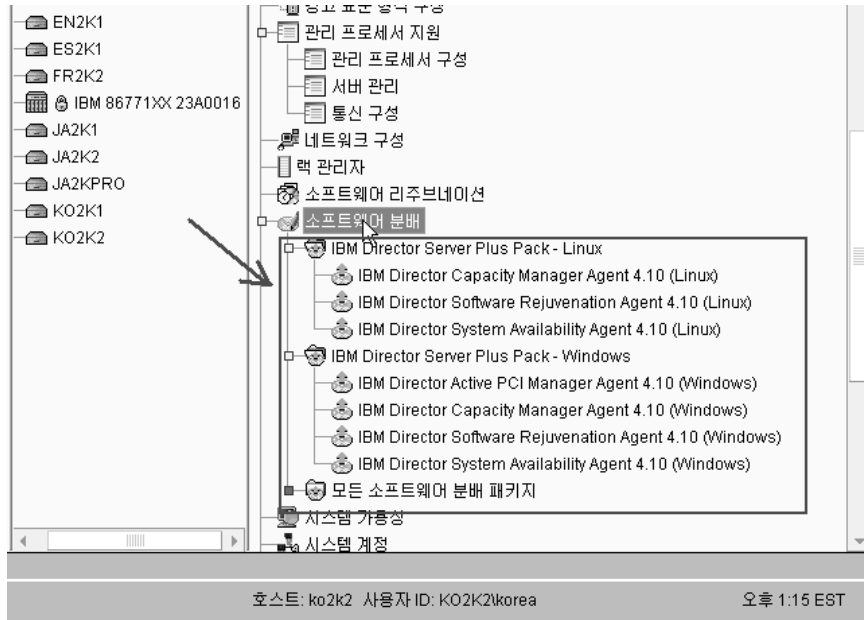 EN2K1
ES2K1
FR2K2
IBM 86771XX 23A0016
JA2K1
JA2K2
JA2KPRO
KO2K1
KO2K2
관리 프로세서 지원
관리 프로세서 구성
서버 관리
통신 구성
네트워크 구성
랙 관리자
소프트웨어 리주브네이션
소프트웨어 분배
IBM Director Server Plus Pack - Linux
IBM Director Capacity Manager Agent 4.10 (Linux)
IBM Director Software Rejuvenation Agent 4.10 (Linux)
IBM Director System Availability Agent 4.10 (Linux)
IBM Director Server Plus Pack - Windows
IBM Director Active PCI Manager Agent 4.10 (Windows)
IBM Director Capacity Manager Agent 4.10 (Windows)
IBM Director Software Rejuvenation Agent 4.10 (Windows)
IBM Director System Availability Agent 4.10 (Windows)
모든 소프트웨어 분배 패키지
시스템 가용성
시스템 계정
호스트: ko2k2 사용자 ID: KO2K2\korea
오후 1:15 EST